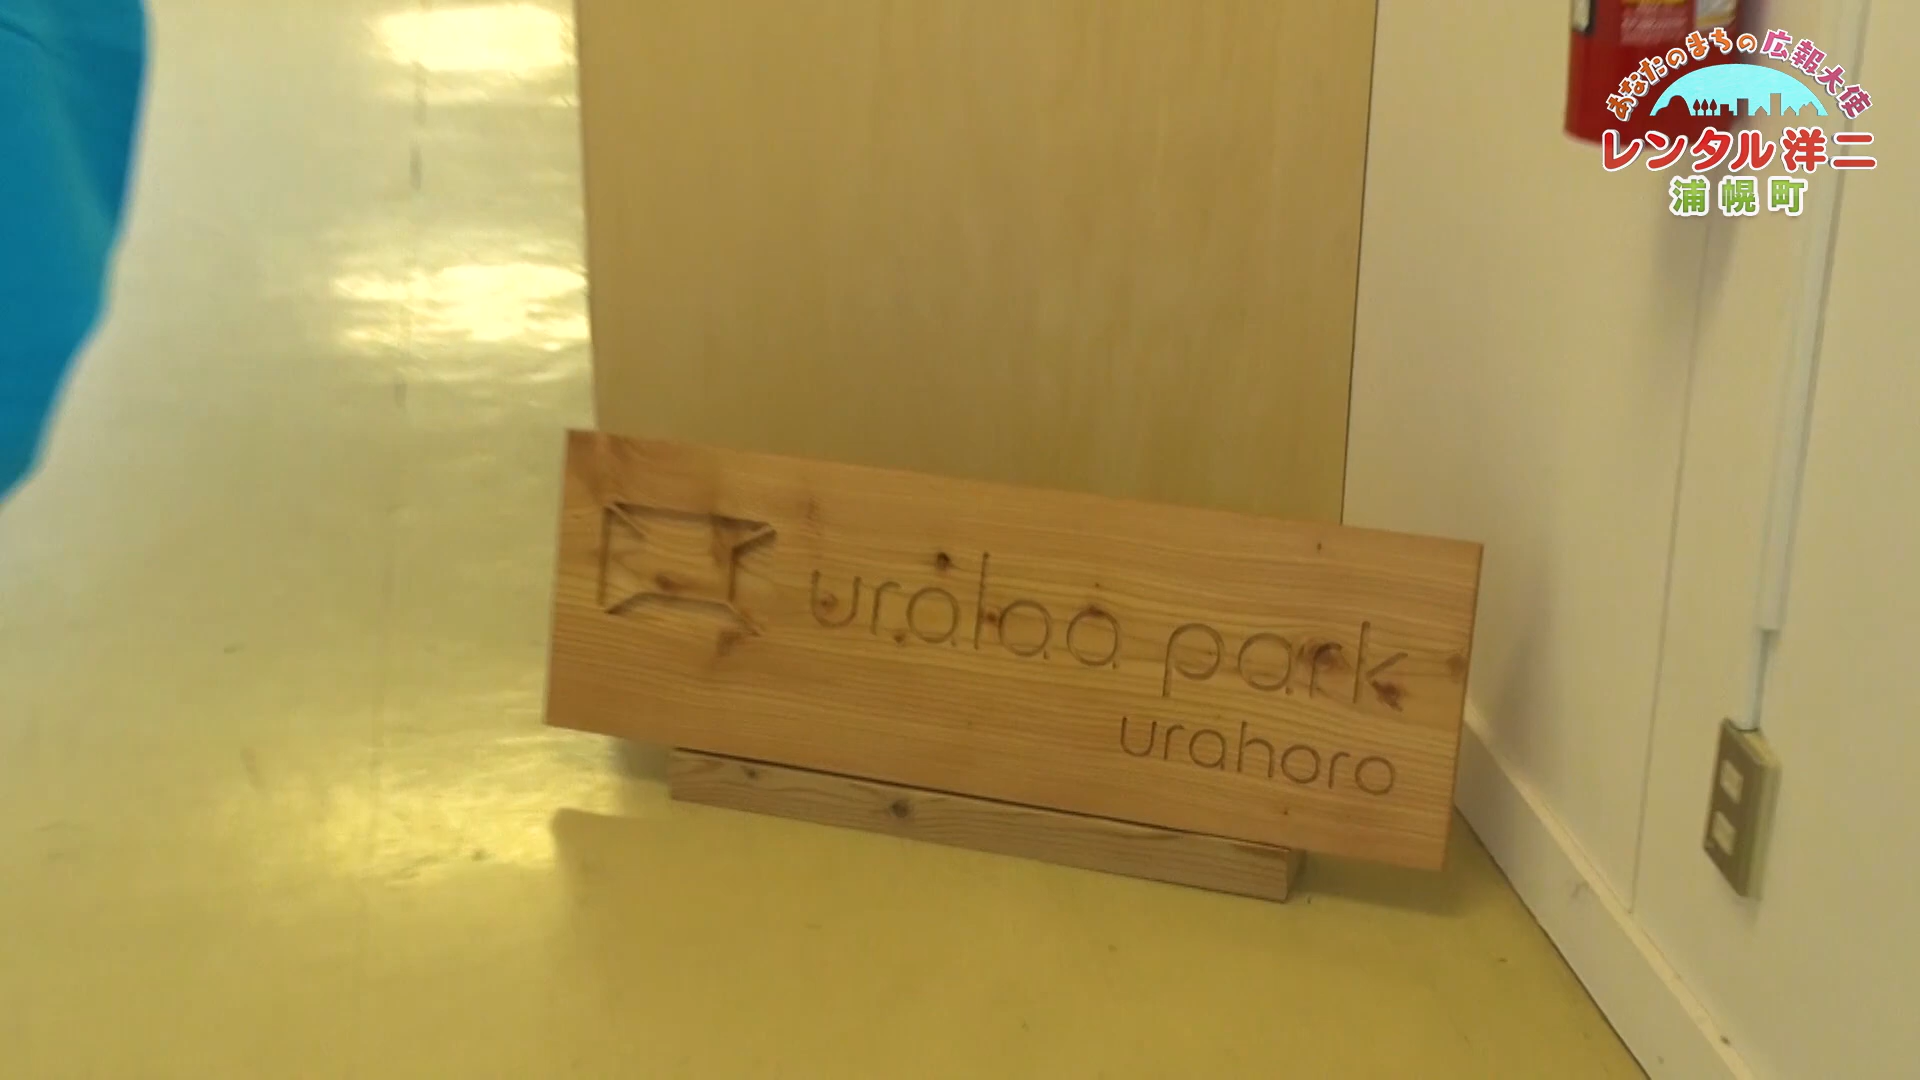 あなたのまちの広報大使
レンタル洋二
浦幌町
uralaa park
urahoro